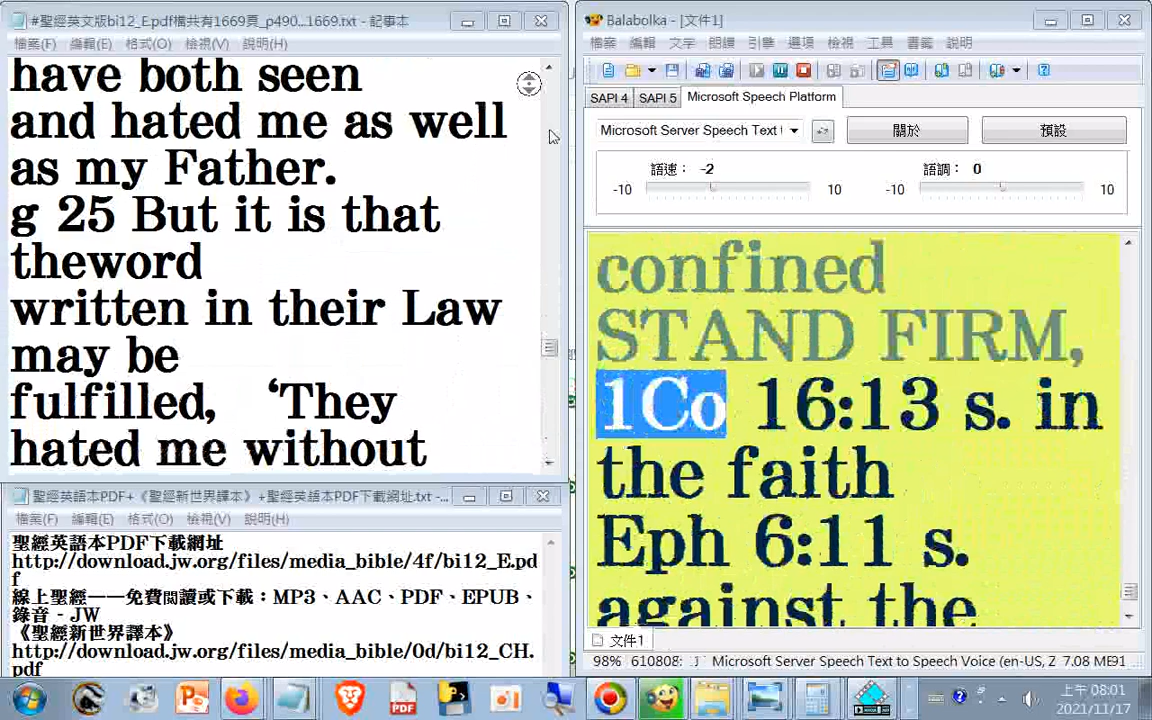 #聖經英文版bi12_E.pdf橫共有1669頁_p490...1669.txt - 記事本
檔案(F) 編輯(E) 格式(O) 檢視(V) 說明(H)
have both seen
and hated me as well
as my Father.
g 25 But it is that
theword
written in their Law
may be
fulfilled, ‘They
hated me without
聖經英語本PDF+《聖經新世界譯本》+聖經英語本PDF下載網址.txt -...
檔案(F) 編輯(E) 格式(O) 檢視(V) 說明(H)
聖經英語本PDF下載網址
http://download.jw.org/files/media_bible/4f/bi12_E.pd
f
線上聖經——免費閱讀或下載：MP3、AAC、PDF、EPUB、
錄音 - JW
《聖經新世界譯本》
http://download.jw.org/files/media_bible/0d/bi12_CH.
pdf
Balabolka - [文件1]
檔案 編輯 文字 朗讀 引擎 選項 檢視 工具 書籤 說明
SAPI 4 SAPI 5 Microsoft Speech Platform
Microsoft Server Speech Text 關於 預設
語速： -2 語調： 0
-10 10 -10 10
confined
STAND FIRM,
1Co 16:13 s. in
the faith
Eph 6:11 s.
against the
文件1
98% 610808: Microsoft Server Speech Text to Speech Voice (en-US, Z 7.08 ME91
上午 08:01
2021/11/17